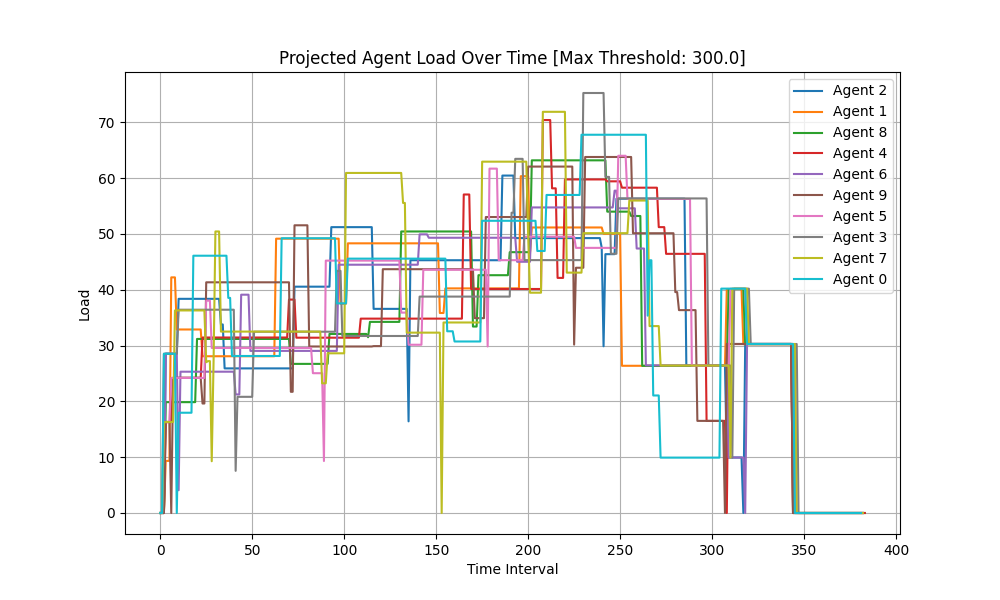 Projected Agent Load Over Time [Max Threshold: 300.0]
Load
70
60
50
40
30
20
10
0
0 50 100 150 200 250 300 350 400
Time Interval
Agent 2
Agent 1
Agent 8
Agent 4
Agent 6
Agent 9
Agent 5
Agent 3
Agent 7
Agent 0